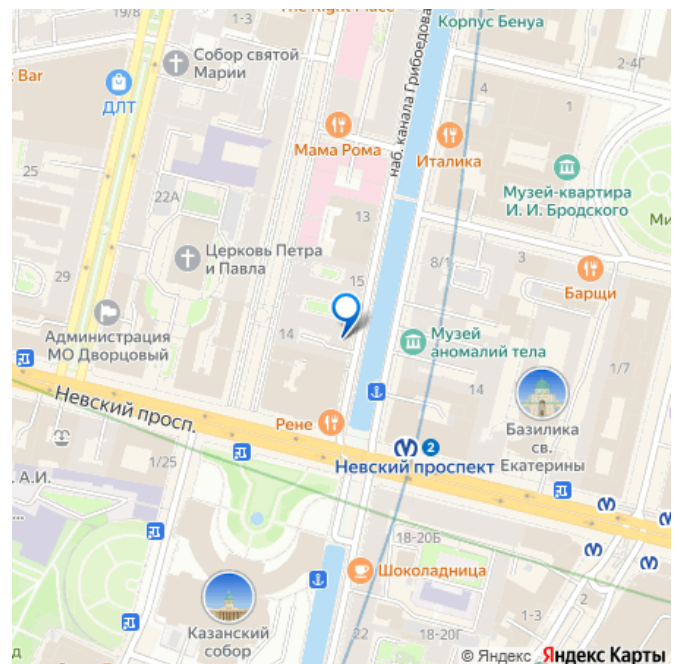 19/8
1-3
The Right Place
Корпус Бенуа
Собор святой
Марии
Bar
ДЛТ
наб. канала Грибоедова
4
2-4Г
1
Мама Рома
Италика
25
22А
Музей-квартира
И. И. Бродского
13
Ми
Церковь Петра
и Павла
8/1
3
29
15
Барщи
Администрация
МО Дворцовый
14
Музей
аномалий тела
1/7
14
Невский просп.
Рене
Базилика
св.
Екатерины
2
Невский проспект
1/25
. А.И.
18-20Б
Шоколадница
1-3
Казанский
собор
22
18-20Г
2
д
© Яндекс Яндекс Карты